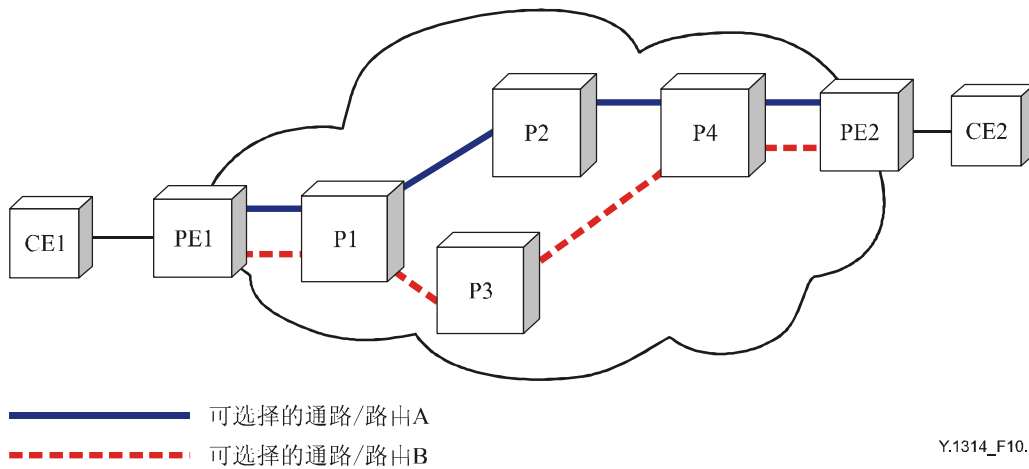 P2
P4
PE2
CE2
CE1
PE1
P1
P3
可选择的通路/路由A
可选择的通路/路由B
Y.1314_F10.